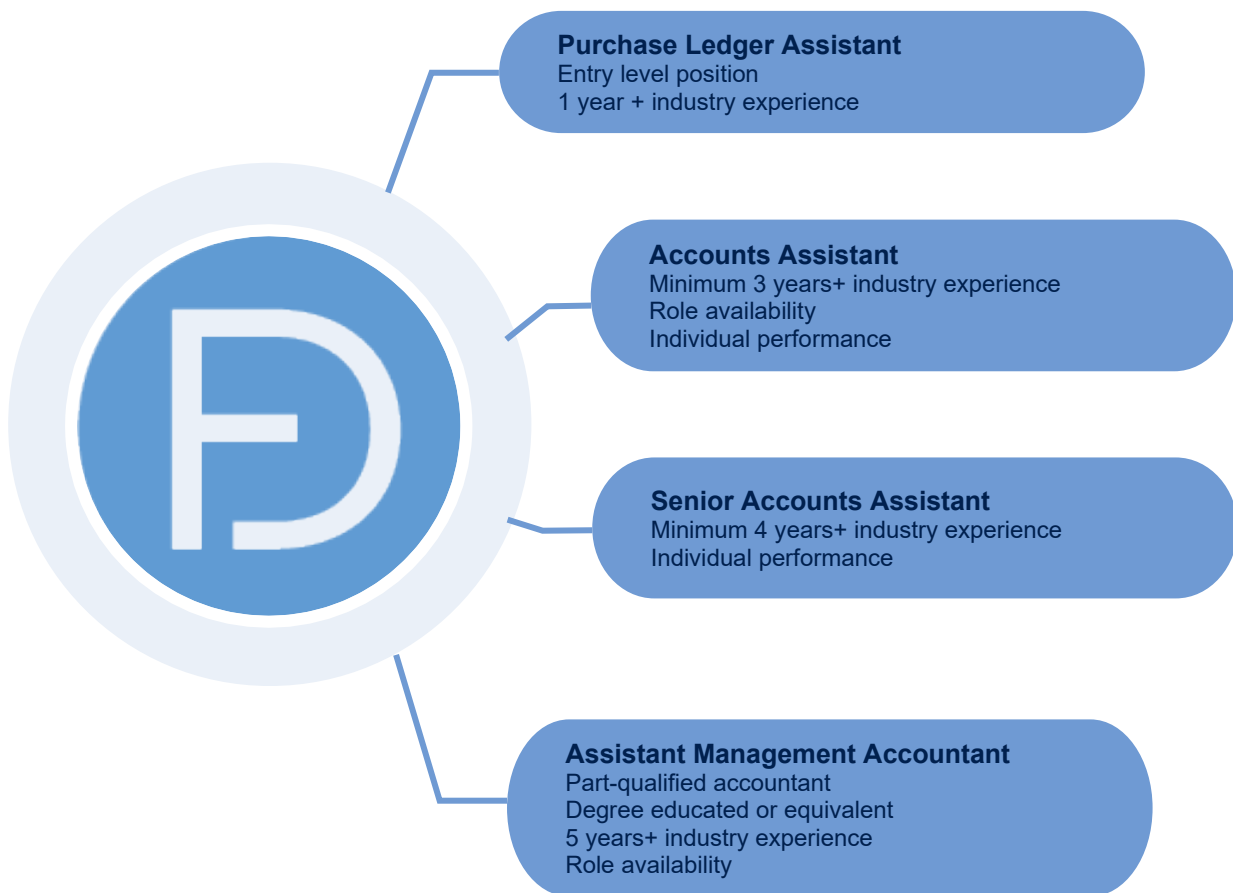 Purchase Ledger Assistant
Entry level position
1 year + industry experience
Accounts Assistant
Minimum 3 years+ industry experience
Role availability
Individual performance
Senior Accounts Assistant
Minimum 4 years+ industry experience
Individual performance
Assistant Management Accountant
Part-qualified accountant
Degree educated or equivalent
5 years+ industry experience
Role availability